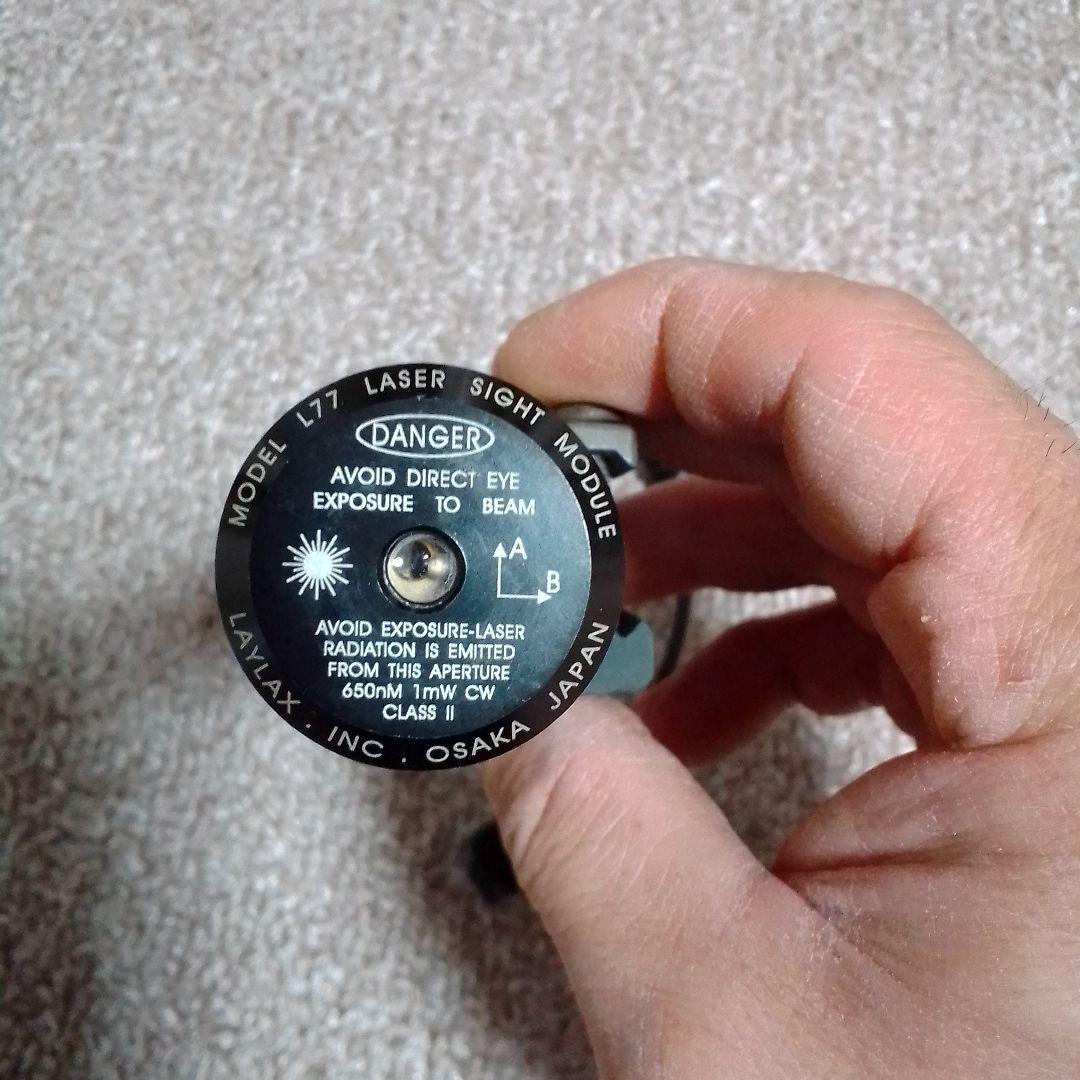 MODEL L77 LASER SIGHT MODULE
DANGER
AVOID DIRECT EYE
EXPOSURE TO BEAM
A
B
AVOID EXPOSURE-LASER
RADIATION IS EMITTED
FROM THIS APERTURE
650nM 1mW CW
CLASS II
LAYLAX . INC . OSAKA JAPAN